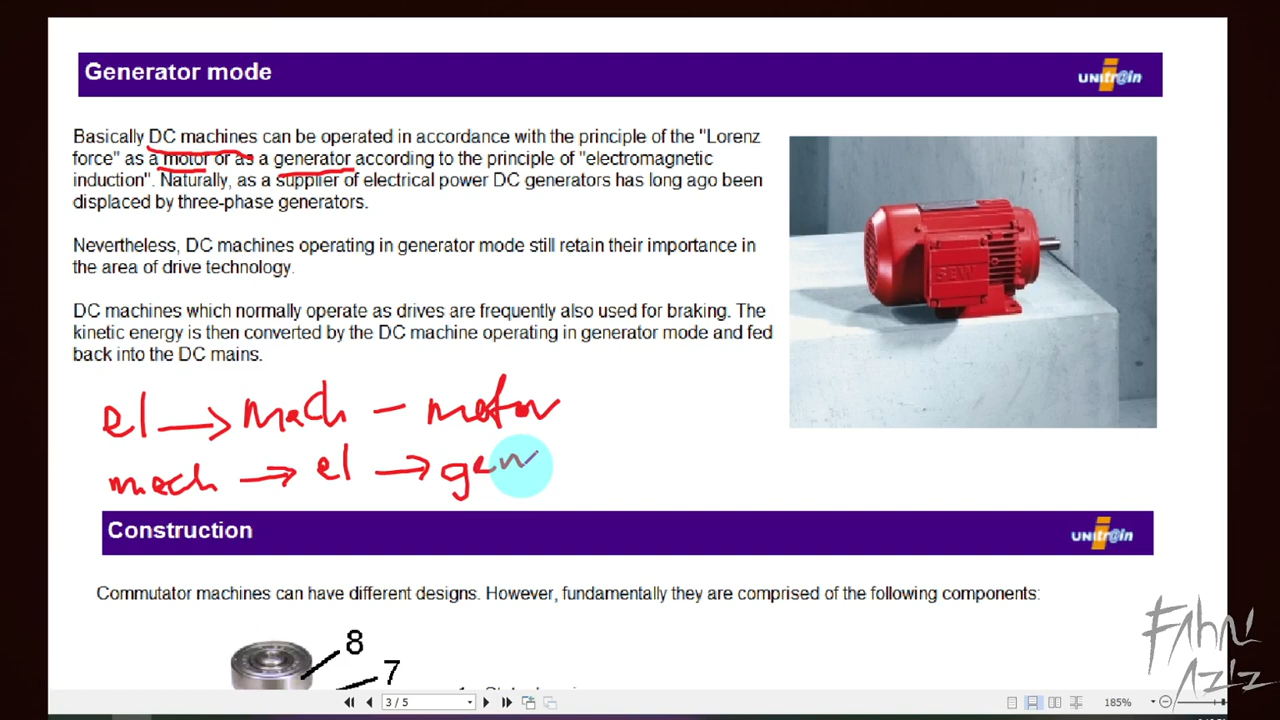 Generator mode
UNITr@in
Basically DC machines can be operated in accordance with the principle of the "Lorenz
force" as a motor or as a generator according to the principle of "electromagnetic
induction". Naturally, as a supplier of electrical power DC generators has long ago been
displaced by three-phase generators.
Nevertheless, DC machines operating in generator mode still retain their importance in
the area of drive technology.
DC machines which normally operate as drives are frequently also used for braking. The
kinetic energy is then converted by the DC machine operating in generator mode and fed
back into the DC mains.
SEW
el → mech - motor
mech → el → gen
Construction
UNITr@in
Commutator machines can have different designs. However, fundamentally they are comprised of the following components:
8
7
FAhmi
Aziz
3 / 5
185%